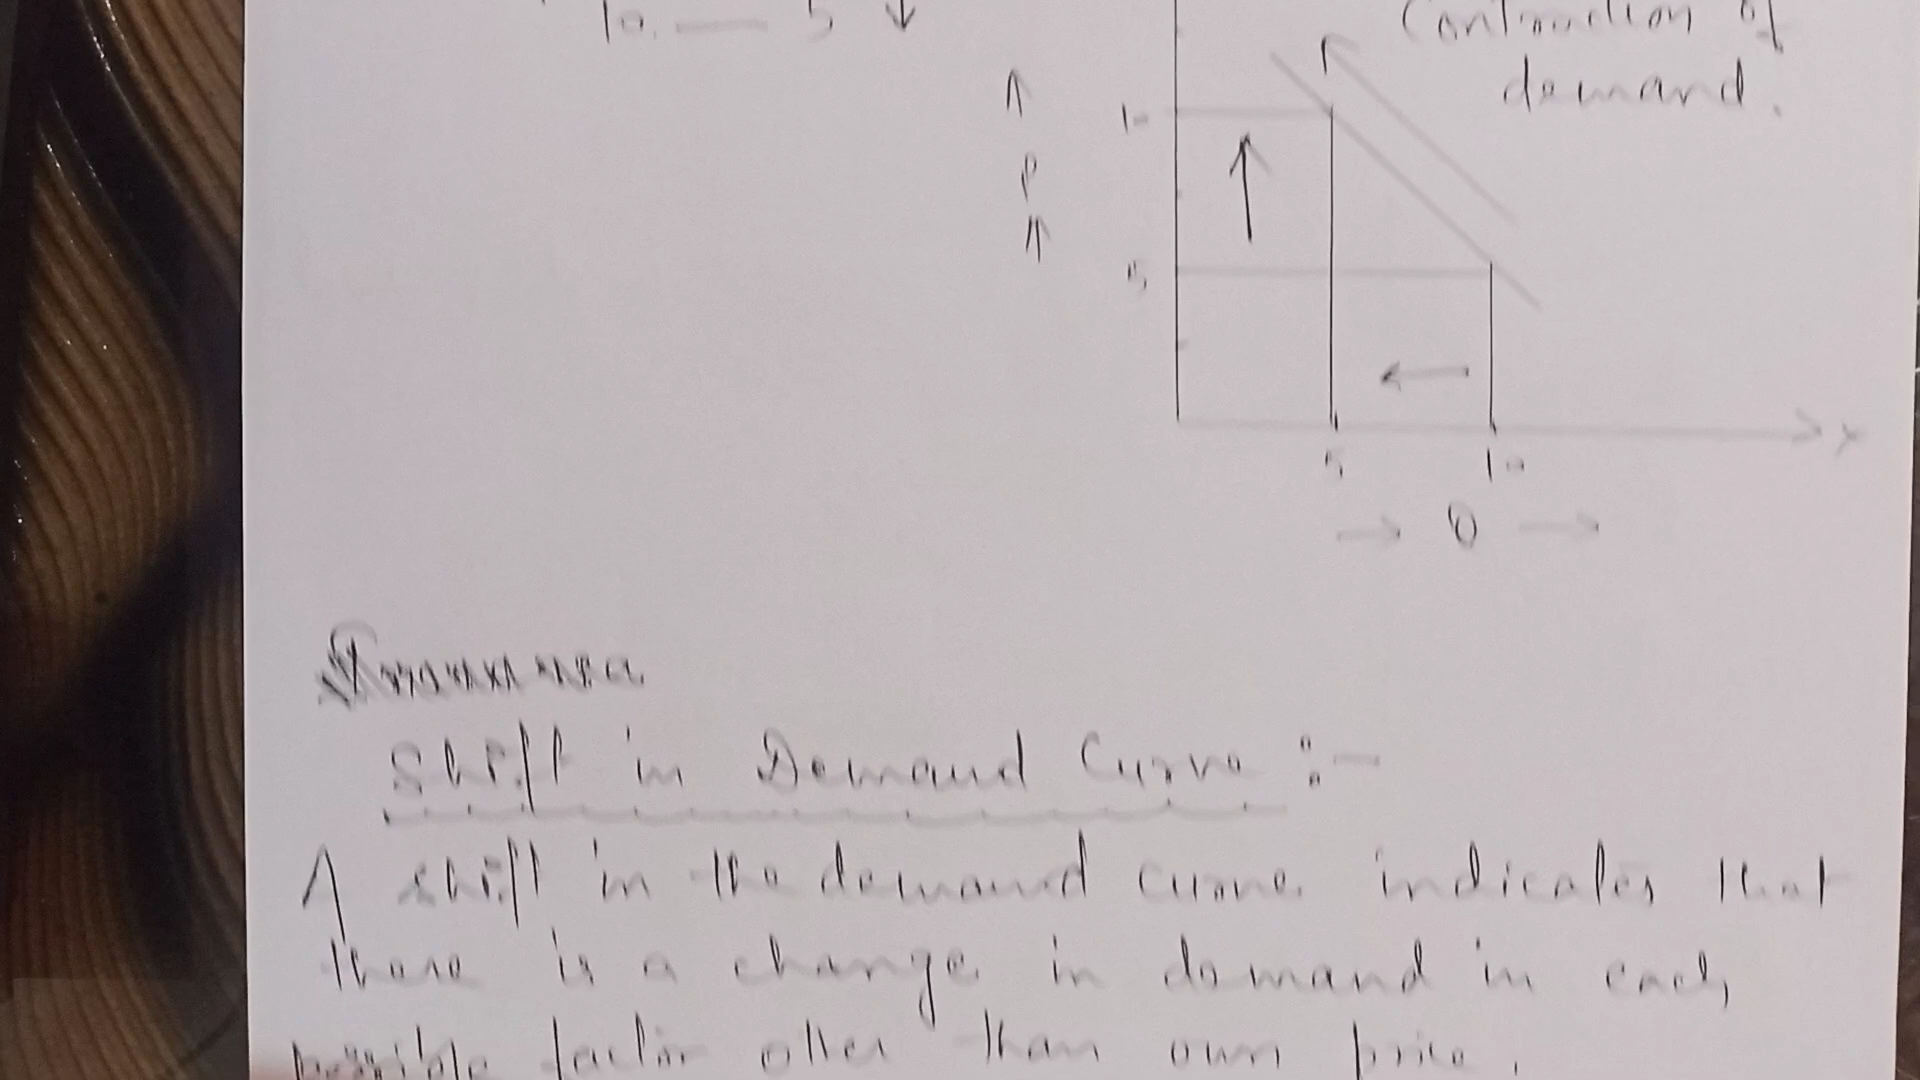 10 — 5 ↓
Contraction of
demand.
↑
10
P
↑
5
5 10
→ Q →
x
Shift in Demand Curve :-
A shift in the demand curve indicates that
there is a change in demand in each
possible factor other than own price.